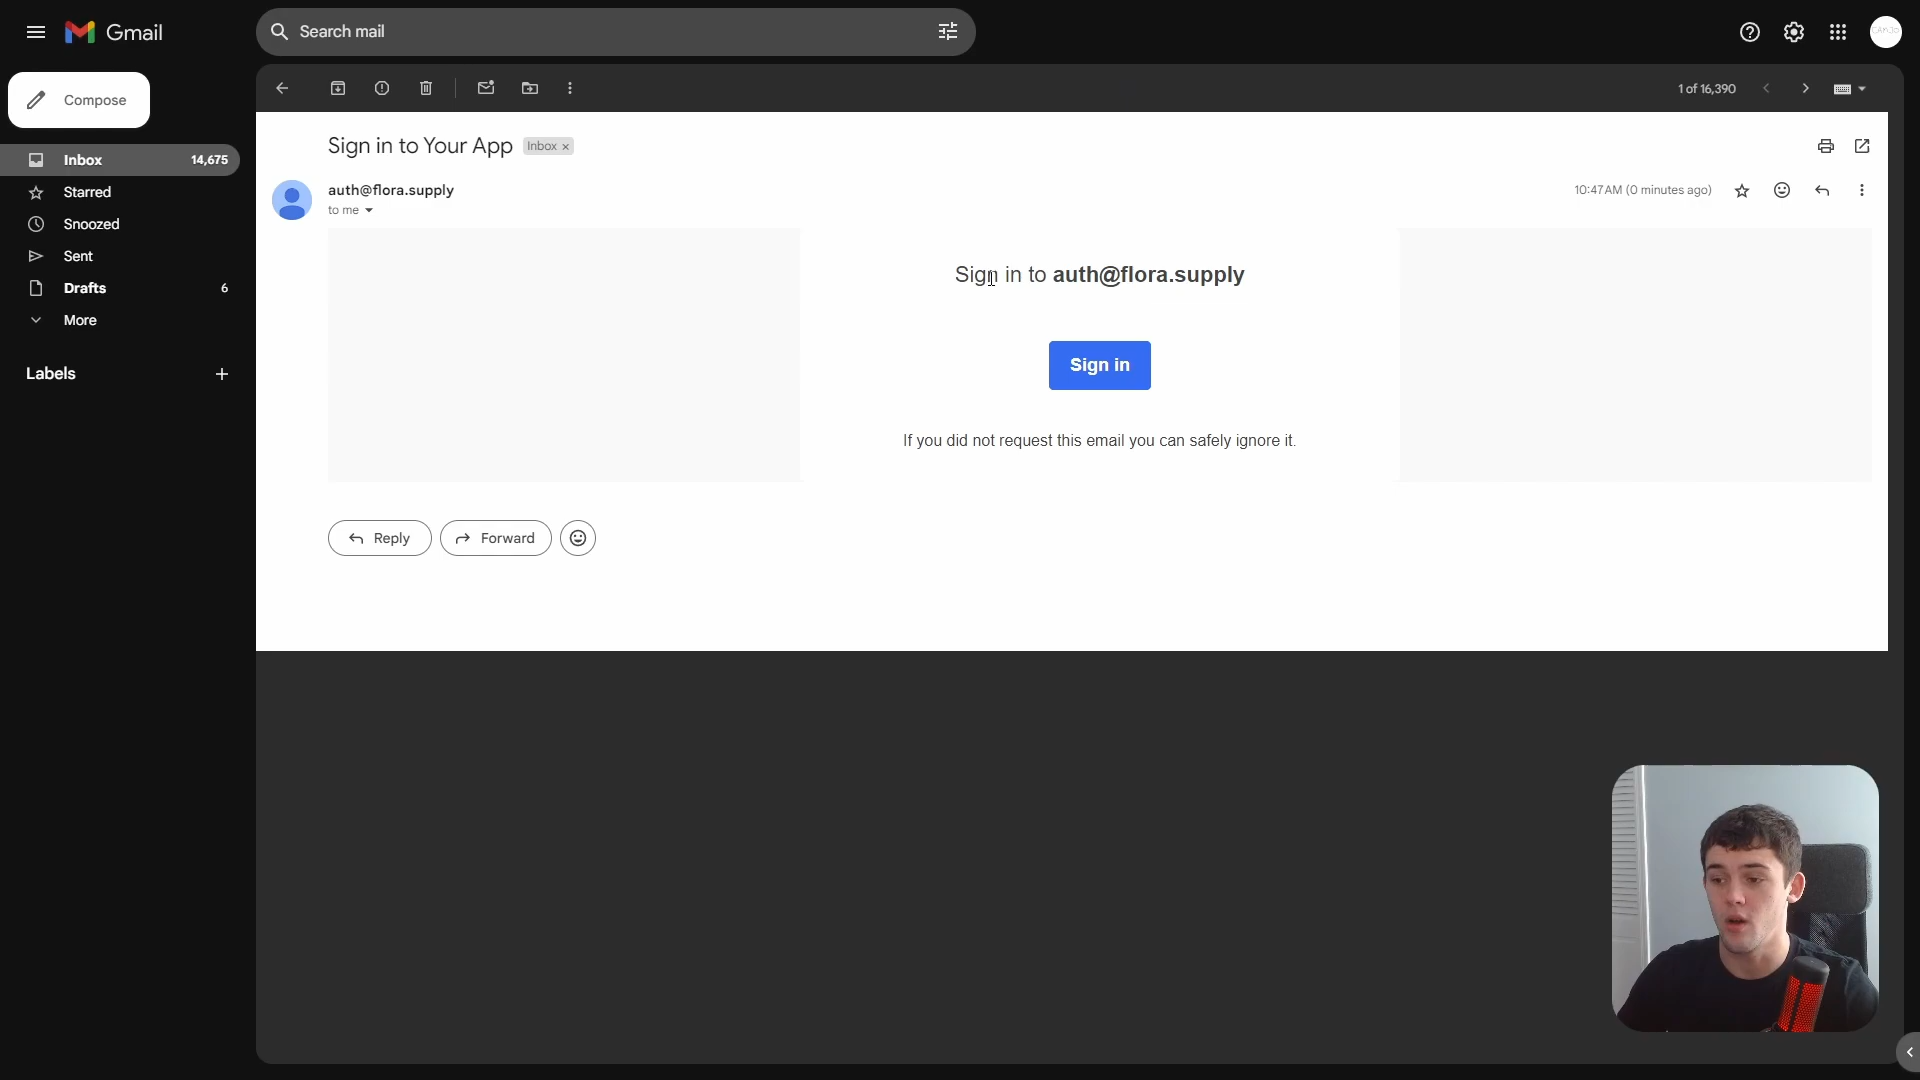 Gmail
Search mail
Compose
1 of 16,390
Sign in to Your App
Inbox ×
Inbox 14,675
Starred
Snoozed
Sent
Drafts 6
More
Labels
auth@flora.supply
to me
10:47 AM (0 minutes ago)
Sign in to auth@flora.supply
Sign in
If you did not request this email you can safely ignore it.
Reply
Forward